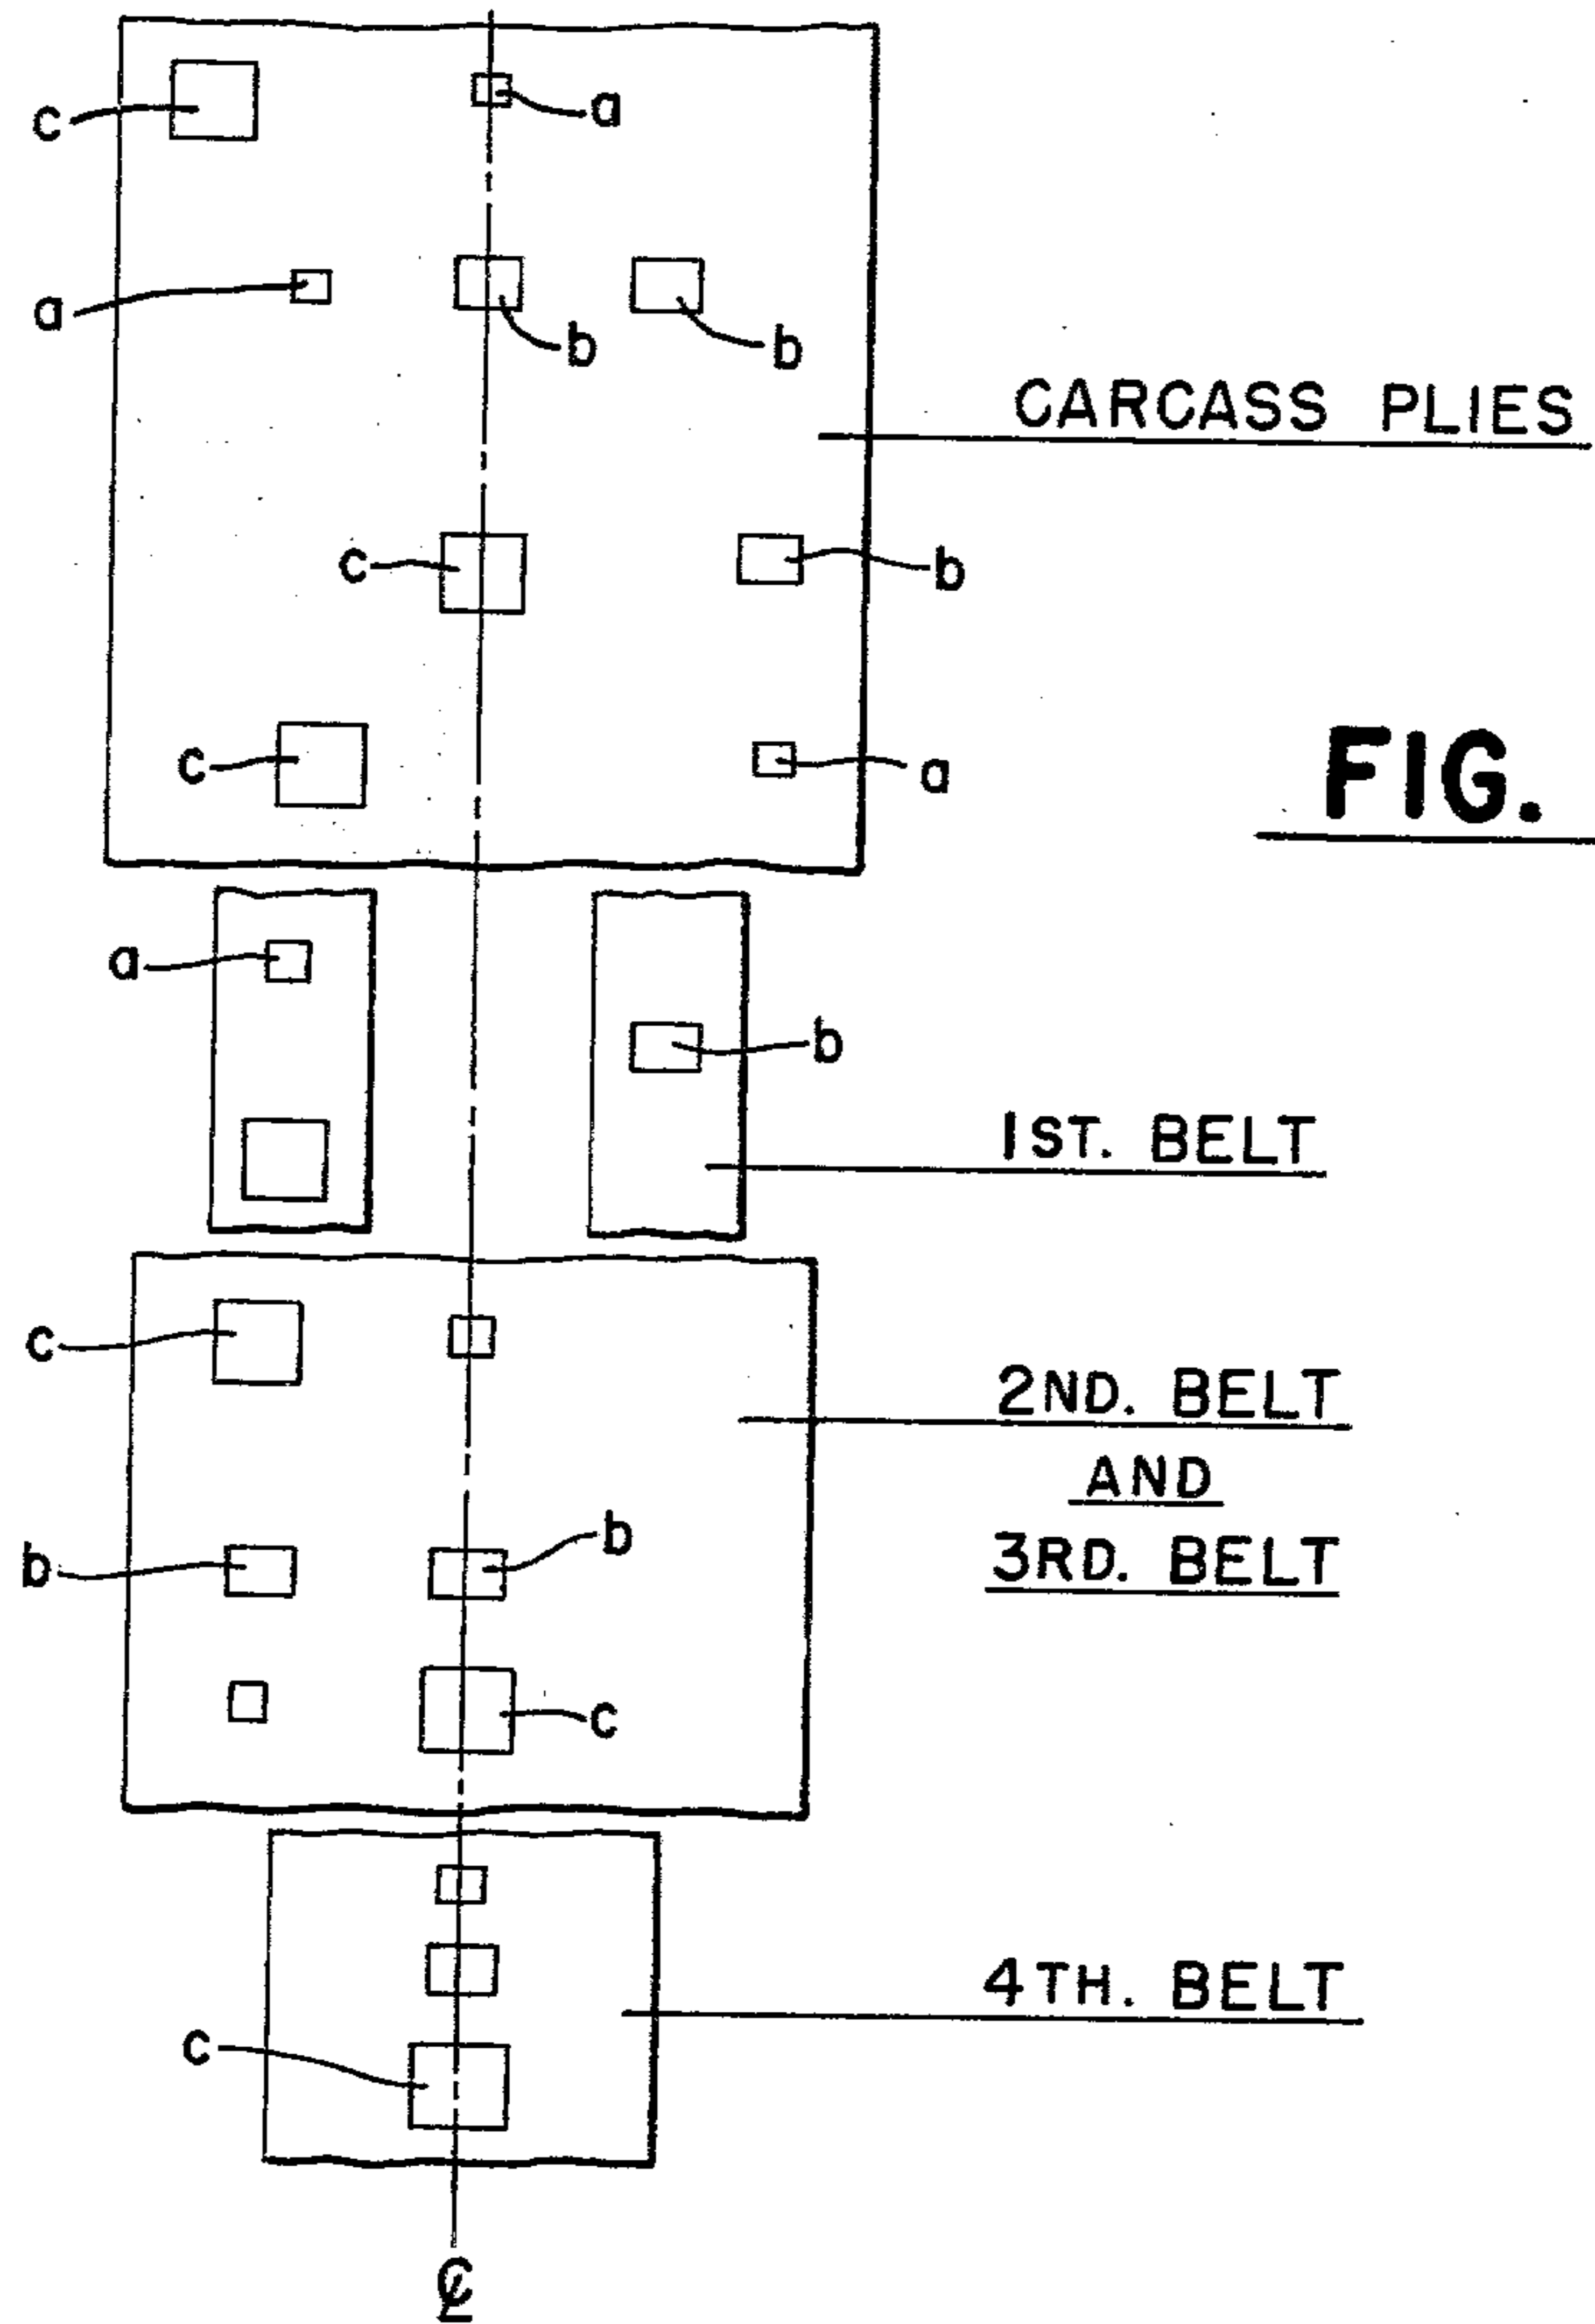 c
a
a
b
b
CARCASS PLIES
c
b
FIG.
c
a
a
b
1ST. BELT
c
2ND. BELT
AND
b
b
3RD. BELT
c
4TH. BELT
c
℄